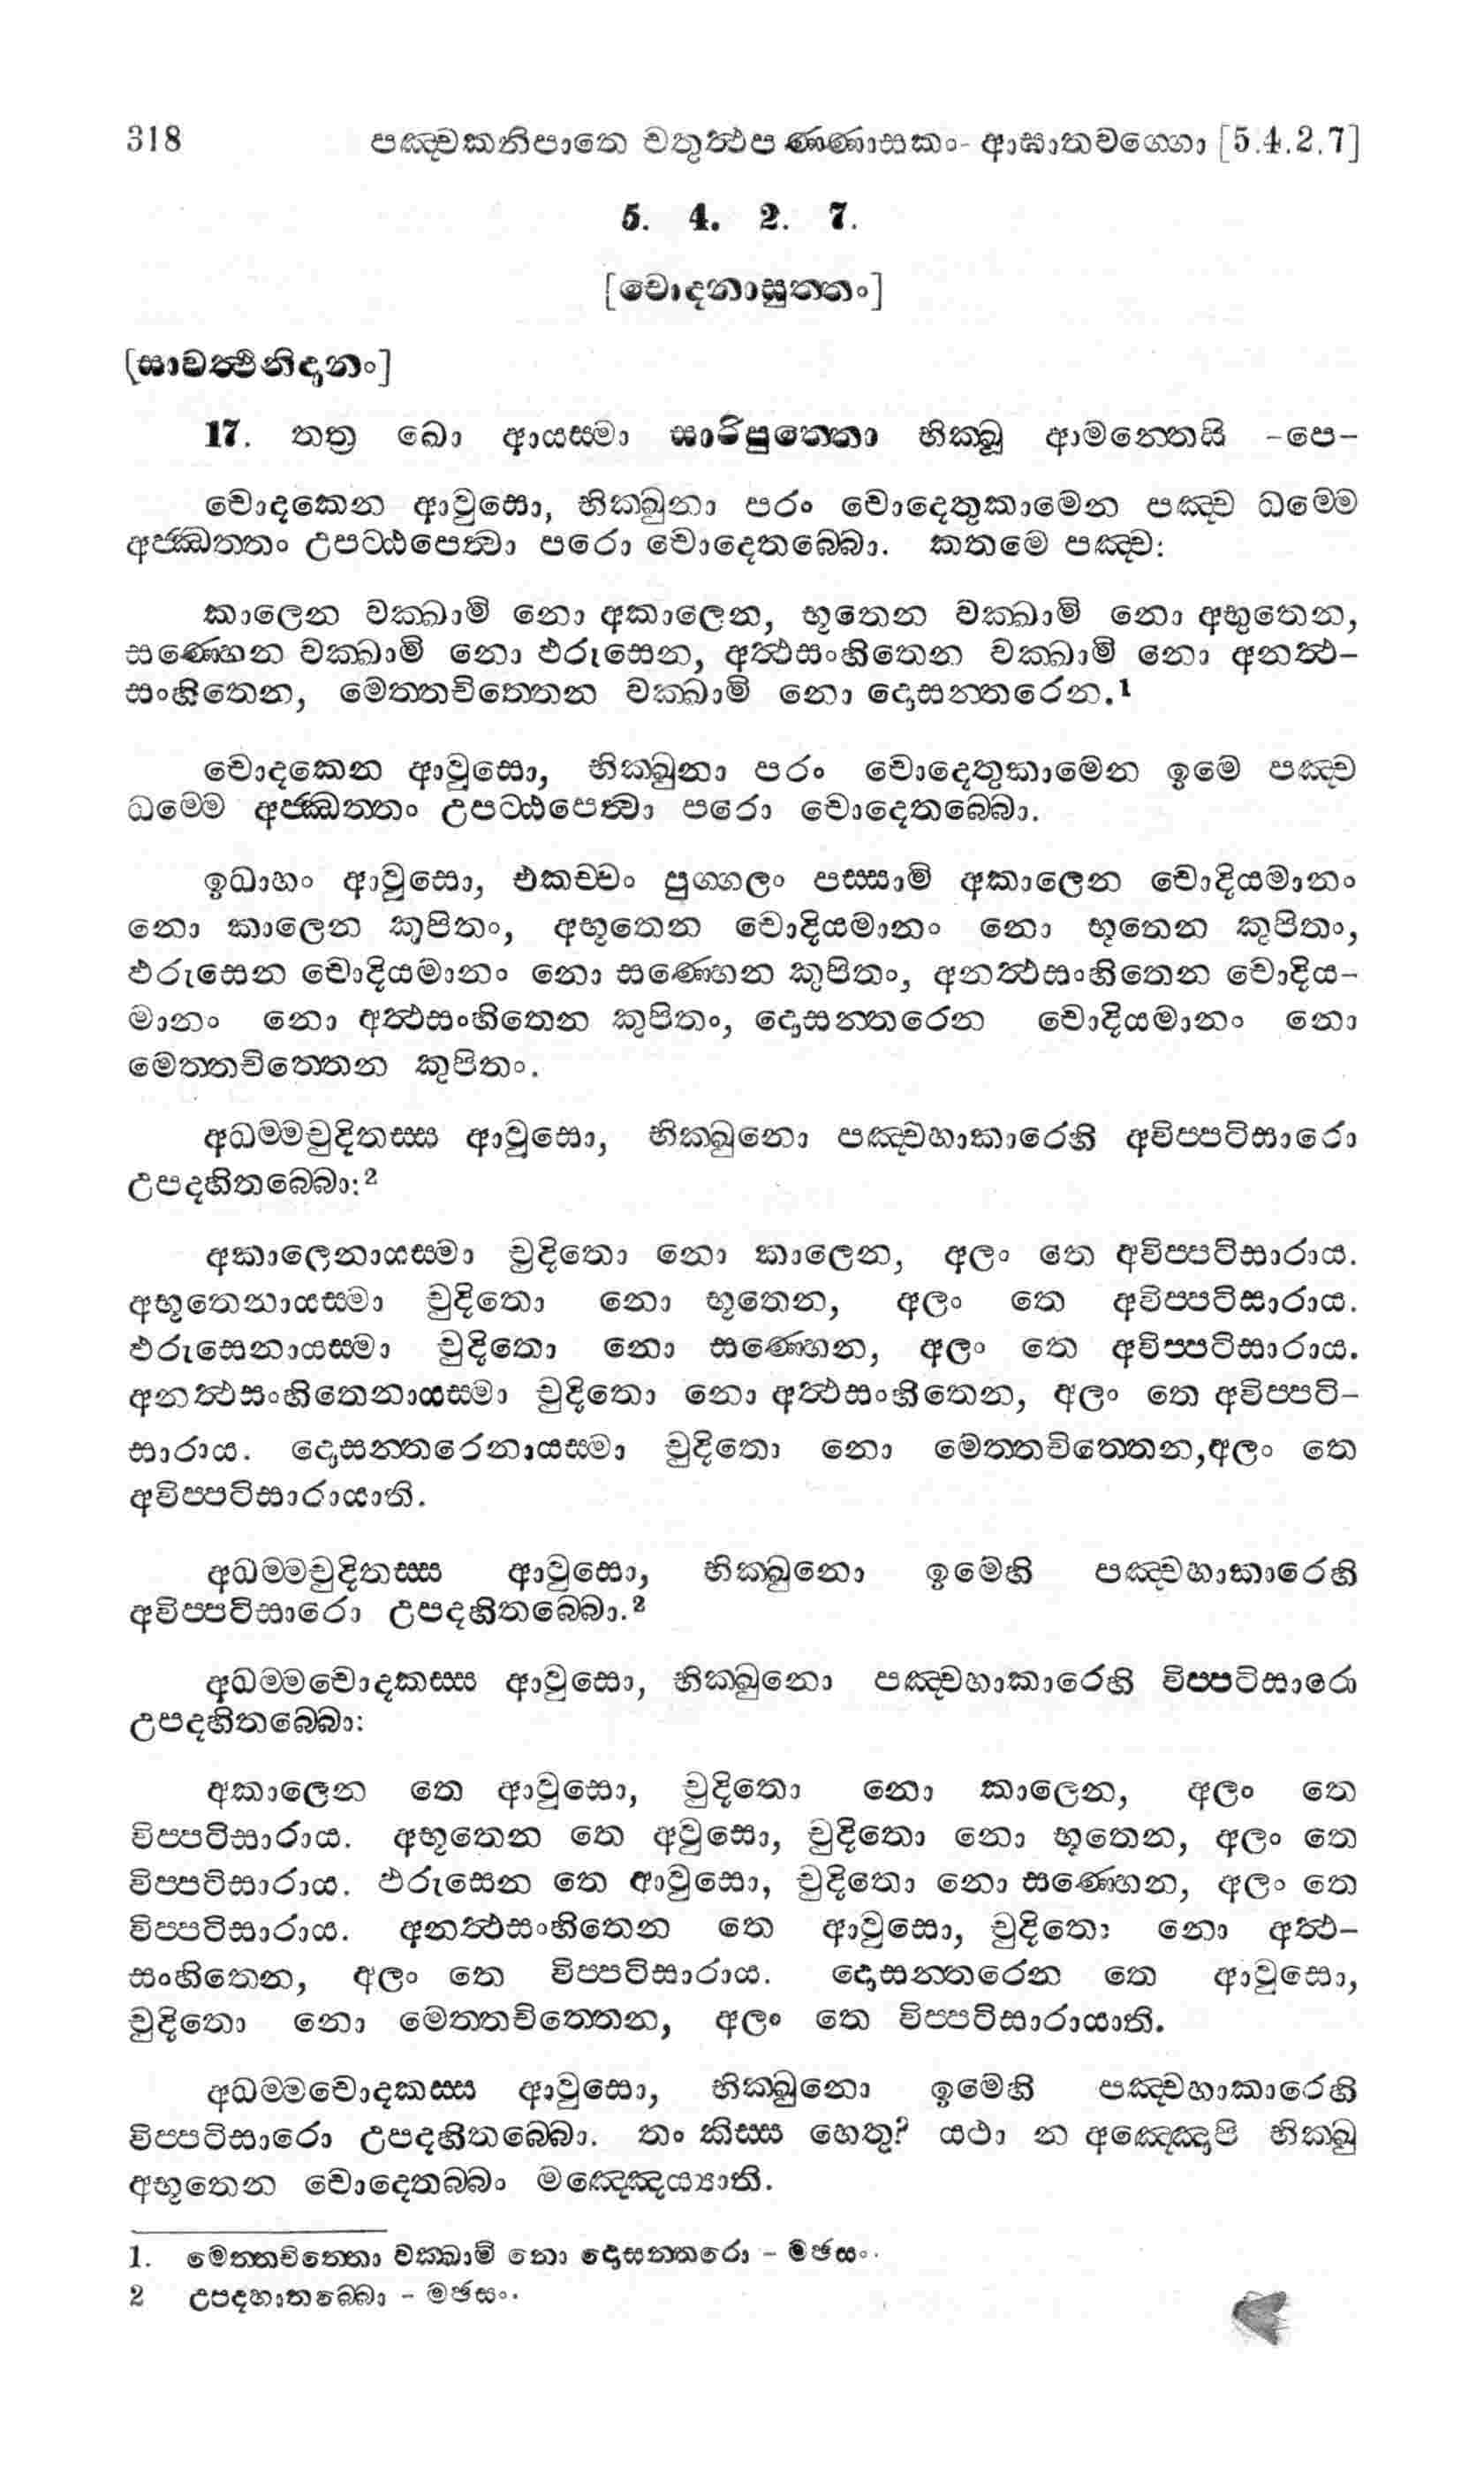 318 පඤ්චකනිපාතෙ චතුත්‍ථපණ්ණාසකං- ආඝාතවග්ගො [5.4.2.7]
5. 4. 2. 7.
[චොදනාසුත්තං]
[සාවත්‍ථිනිදානං]
17. තත්‍ර ඛො ආයස්මා සාරිපුත්තො භික්ඛූ ආමන්තෙසි -පෙ-
චොදකෙන ආවුසො, භික්ඛුනා පරං චොදෙතුකාමෙන පඤ්ච ධම්මෙ
අජ්ඣත්තං උපට්ඨපෙත්‍වා පරො චොදෙතබ්බො. කතමෙ පඤ්ච:
කාලෙන වක්ඛාමි නො අකාලෙන, භූතෙන වක්ඛාමි නො අභුතෙන,
සණ්හෙන වක්ඛාමි නො ඵරුසෙන, අත්‍ථසංහිතෙන වක්ඛාමි නො අනත්‍ථ-
සංහිතෙන, මෙත්තචිත්තෙන වක්ඛාමි නො දොසන්තරෙන.1
චොදකෙන ආවුසො, භික්ඛුනා පරං චොදෙතුකාමෙන ඉමෙ පඤ්ච
ධම්මෙ අජ්ඣත්තං උපට්ඨපෙත්‍වා පරො චොදෙතබ්බො.
ඉධාහං ආවුසො, එකච්චං පුග්ගලං පස්සාමි අකාලෙන චොදියමානං
නො කාලෙන කුපිතං, අභූතෙන චොදියමානං නො භූතෙන කුපිතං,
ඵරුසෙන චොදියමානං නො සණ්හෙන කුපිතං, අනත්‍ථසංහිතෙන චොදිය-
මානං නො අත්‍ථසංහිතෙන කුපිතං, දොසන්තරෙන චොදියමානං නො
මෙත්තචිත්තෙන කුපිතං.
අධම්මචුදිතස්ස ආවුසො, භික්ඛුනො පඤ්චහාකාරෙහි අවිප්පටිසාරො
උපදහිතබ්බො:2
අකාලෙනායස්මා චුදිතො නො කාලෙන, අලං තෙ අවිප්පටිසාරාය.
අභූතෙනායස්මා චුදිතො නො භූතෙන, අලං තෙ අවිප්පටිසාරාය.
ඵරුසෙනායස්මා චුදිතො නො සණ්හෙන, අලං තෙ අවිප්පටිසාරාය.
අනත්‍ථසංහිතෙනායස්මා චුදිතො නො අත්‍ථසංහිතෙන, අලං තෙ අවිප්පටි-
සාරාය. දොසන්තරෙනායස්මා චුදිතො නො මෙත්තචිත්තෙන,අලං තෙ
අවිප්පටිසාරායාති.
අධම්මචුදිතස්ස ආවුසො, භික්ඛුනො ඉමෙහි පඤ්චහාකාරෙහි
අවිප්පටිසාරො උපදහිතබ්බො.2
අධම්මචොදකස්ස ආවුසො, භික්ඛුනො පඤ්චහාකාරෙහි විප්පටිසාරො
උපදහිතබ්බො:
අකාලෙන තෙ ආවුසො, චුදිතො නො කාලෙන, අලං තෙ
විප්පටිසාරාය. අභූතෙන තෙ අවුසො, චුදිතො නො භූතෙන, අලං තෙ
විප්පටිසාරාය. ඵරුසෙන තෙ ආවුසො, චුදිතො නො සණ්හෙන, අලං තෙ
විප්පටිසාරාය. අනත්‍ථසංහිතෙන තෙ ආවුසො, චුදිතො නො අත්‍ථ-
සංහිතෙන, අලං තෙ විප්පටිසාරාය. දොසන්තරෙන තෙ ආවුසො,
චුදිතො නො මෙත්තචිත්තෙන, අලං තෙ විප්පටිසාරායාති.
අධම්මචොදකස්ස ආවුසො, භික්ඛුනො ඉමෙහි පඤ්චහාකාරෙහි
විප්පටිසාරො උපදහිතබ්බො. තං කිස්ස හෙතු? යථා න අඤ්ඤොපි භික්ඛු
අභූතෙන චොදෙතබ්බං මඤ්ඤෙය්‍යාති.
1. මෙත්තචිත්තො වක්ඛාමි නො දොසන්තරො - මඡසං.
2 උපදහාතබ්බො - මඡසං.